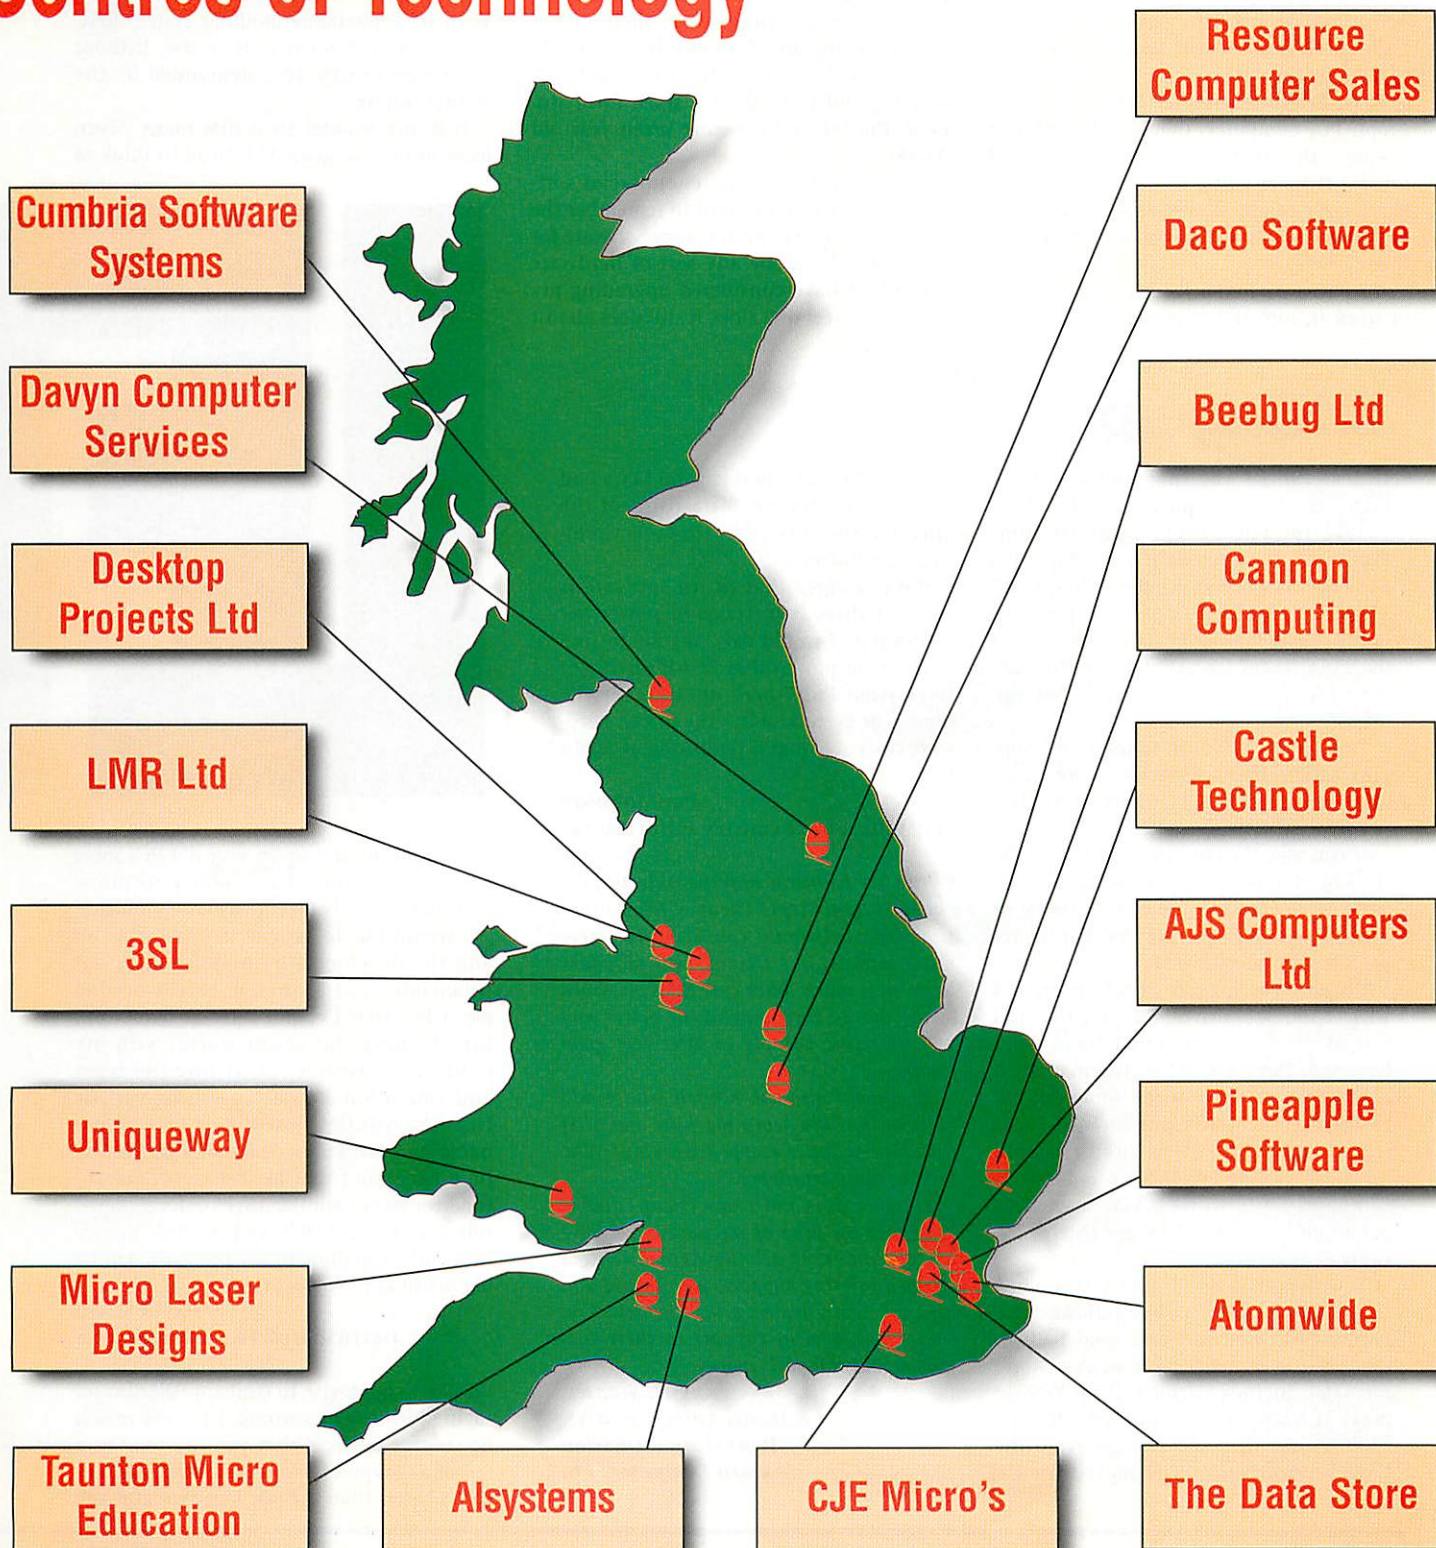 Centres of Technology
Resource
Computer Sales
Cumbria Software
Systems
Daco Software
Davyn Computer
Services
Beebug Ltd
Desktop
Projects Ltd
Cannon
Computing
LMR Ltd
Castle
Technology
3SL
AJS Computers
Ltd
Uniqueway
Pineapple
Software
Micro Laser
Designs
Atomwide
Taunton Micro
Education
Alsystems
CJE Micro's
The Data Store